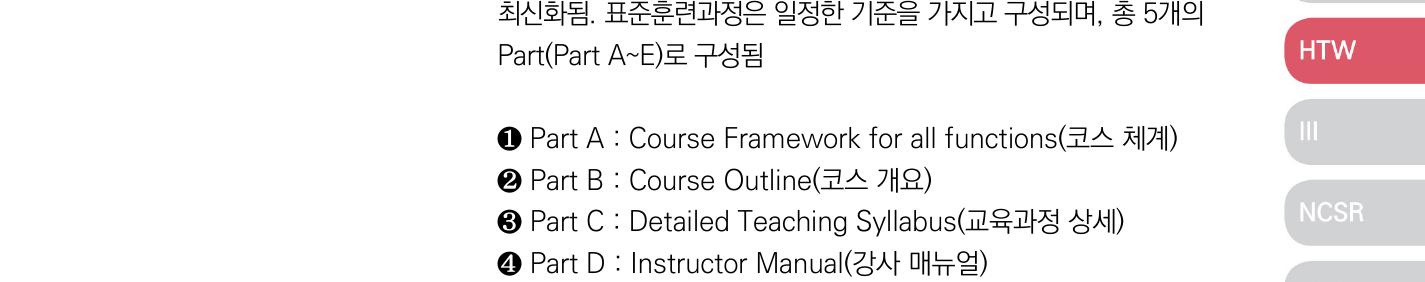 최신화됨. 표준훈련과정은 일정한 기준을 가지고 구성되며, 총 5개의
Part(Part A~E)로 구성됨
❶ Part A : Course Framework for all functions(코스 체계)
❷ Part B : Course Outline(코스 개요)
❸ Part C : Detailed Teaching Syllabus(교육과정 상세)
❹ Part D : Instructor Manual(강사 매뉴얼)
HTW
III
NCSR